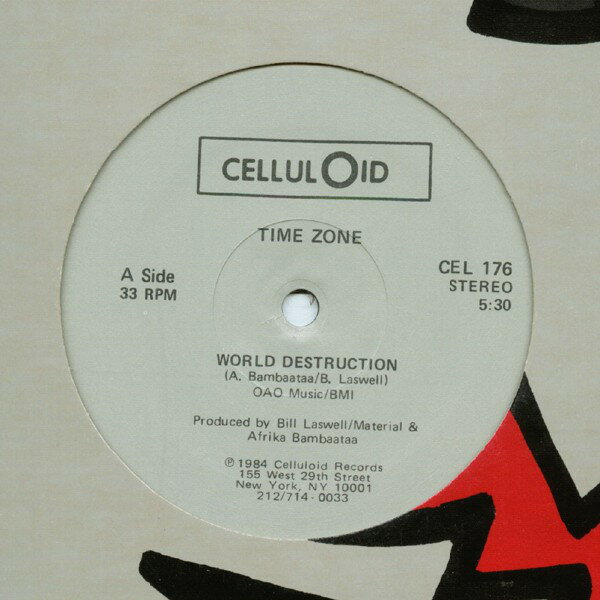 CELLULOID
TIME ZONE
A Side
33 RPM
CEL 176
STEREO
5:30
WORLD DESTRUCTION
(A. Bambaataa/B. Laswell)
OAO Music/BMI
Produced by Bill Laswell/Material &
Afrika Bambaataa
℗ 1984 Celluloid Records
155 West 29th Street
New York, NY 10001
212/714-0033